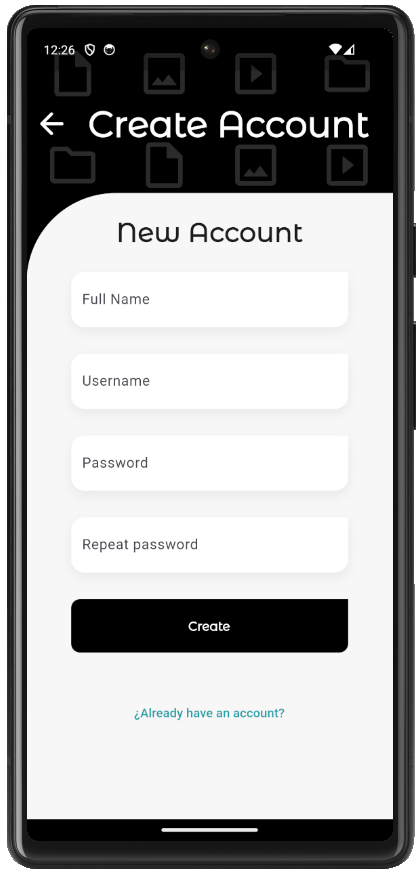 12:26
Create Account
New Account
Full Name
Username
Password
Repeat password
Create
¿Already have an account?